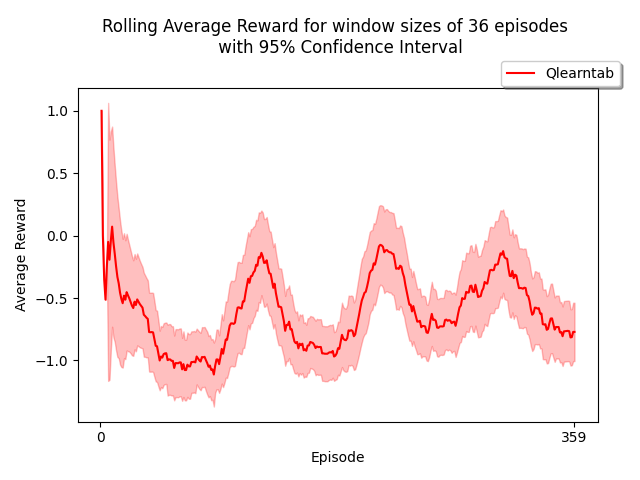 Rolling Average Reward for window sizes of 36 episodes
with 95% Confidence Interval
Qlearntab
1.0
0.5
0.0
−0.5
−1.0
Average Reward
0
359
Episode